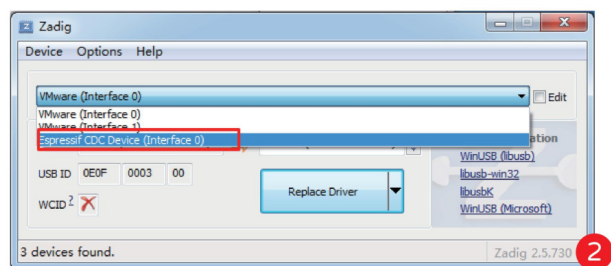 Zadig
Device Options Help
VMware (Interface 0)
Edit
VMware (Interface 0)
VMware (Interface 1)
Espressif CDC Device (Interface 0)
ation
WinUSB (libusb)
USB ID 0E0F 0003 00
libusb-win32
Replace Driver
libusbK
WCID ?
WinUSB (Microsoft)
3 devices found.
Zadig 2.5.730
2